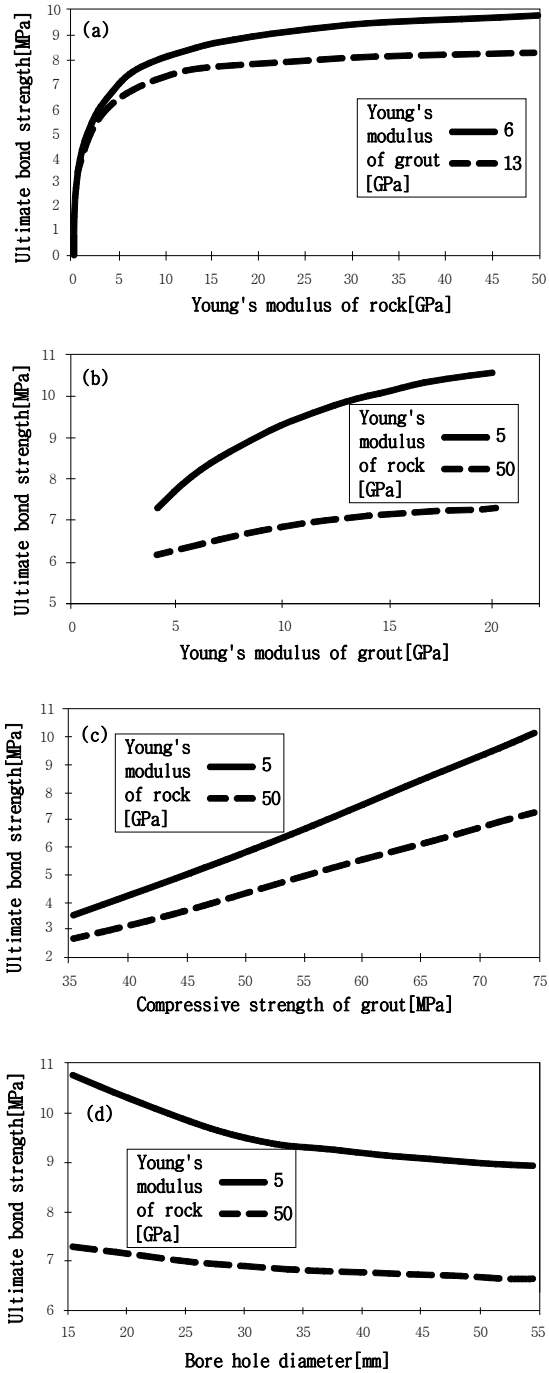 (a)
Ultimate bond strength[MPa]
10
9
8
7
6
5
4
3
2
1
0
0 5 10 15 20 25 30 35 40 45 50
Young's modulus of rock[GPa]
Young's
modulus
of grout
[GPa]
6
13
(b)
Ultimate bond strength[MPa]
11
10
9
8
7
6
5
0 5 10 15 20
Young's modulus of grout[GPa]
Young's
modulus
of rock
[GPa]
5
50
(c)
Ultimate bond strength[MPa]
11
10
9
8
7
6
5
4
3
2
35 40 45 50 55 60 65 70 75
Compressive strength of grout[MPa]
Young's
modulus
of rock
[GPa]
5
50
(d)
Ultimate bond strength[MPa]
11
10
9
8
7
6
15 20 25 30 35 40 45 50 55
Bore hole diameter[mm]
Young's
modulus
of rock
[GPa]
5
50